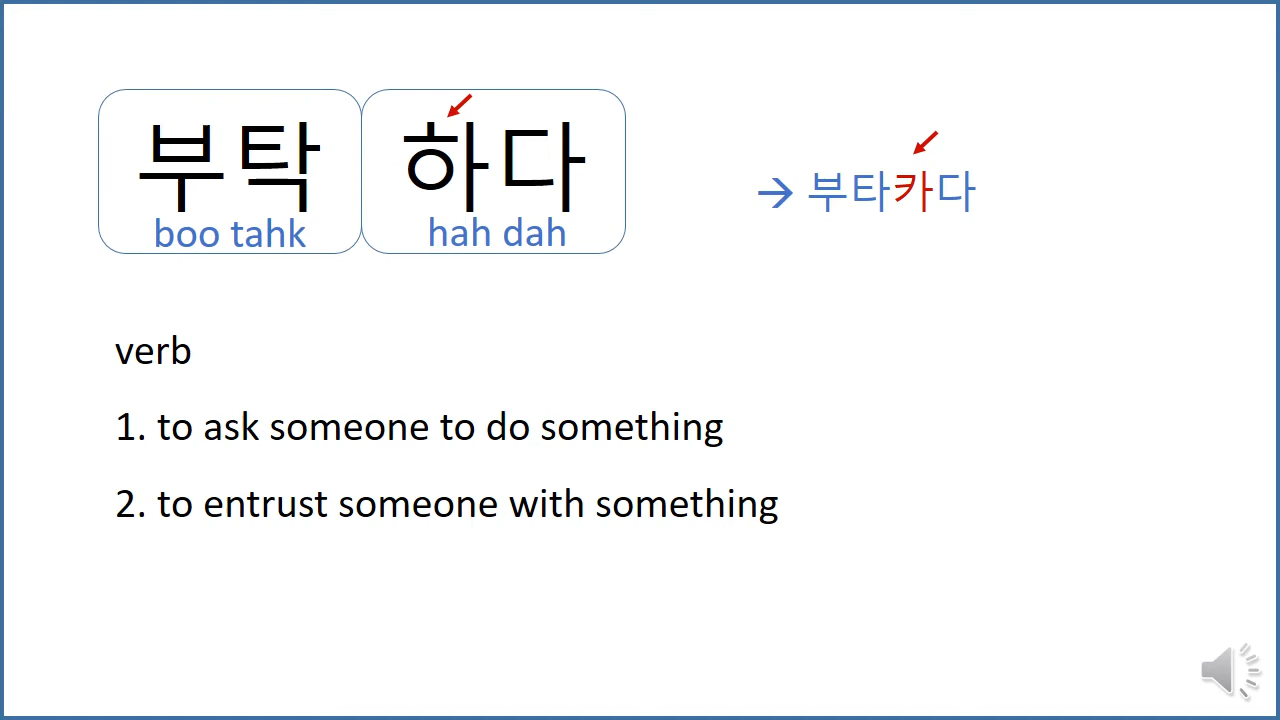 부탁하다 → 부타카다
boo tahk hah dah
verb
1. to ask someone to do something
2. to entrust someone with something